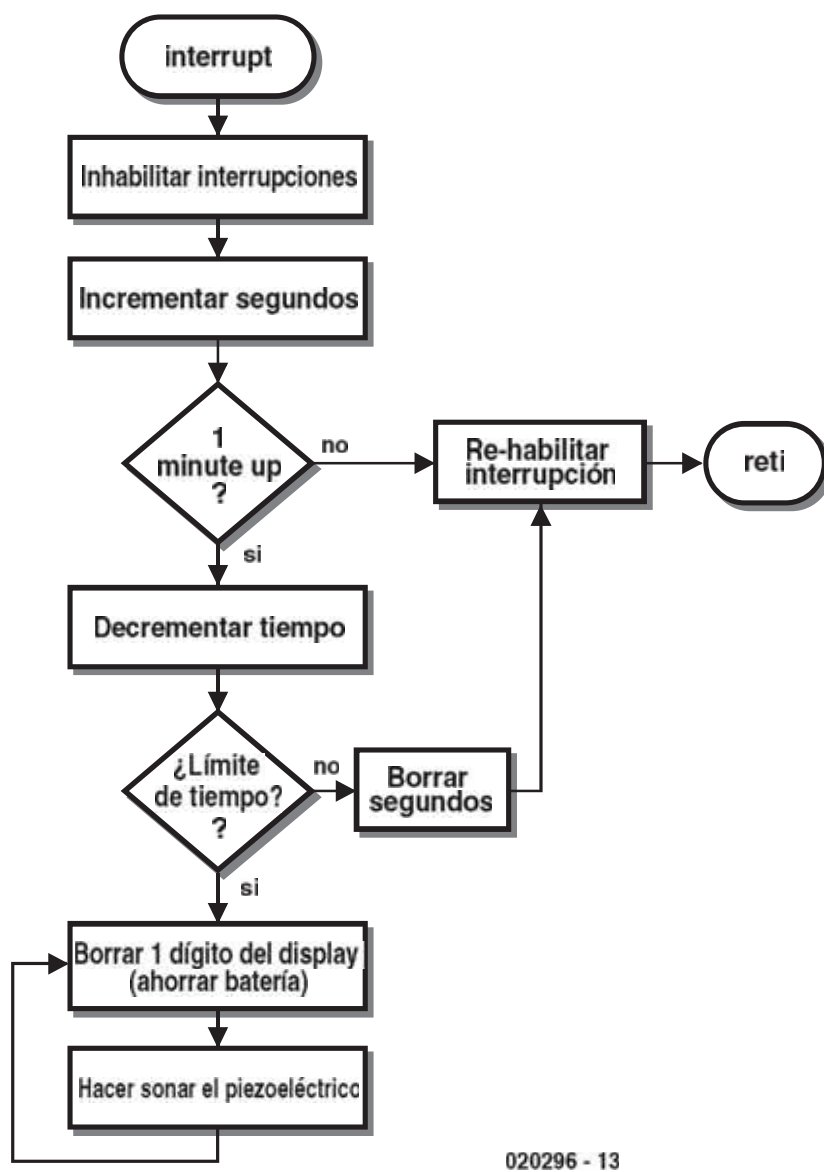 interrupt
Inhabilitar interrupciones
Incrementar segundos
1
minute up
?
no
Re-habilitar
interrupción
reti
si
Decrementar tiempo
¿Límite
de tiempo?
?
no
Borrar
segundos
si
Borrar 1 dígito del display
(ahorrar batería)
Hacer sonar el piezoeléctrico
020296 - 13